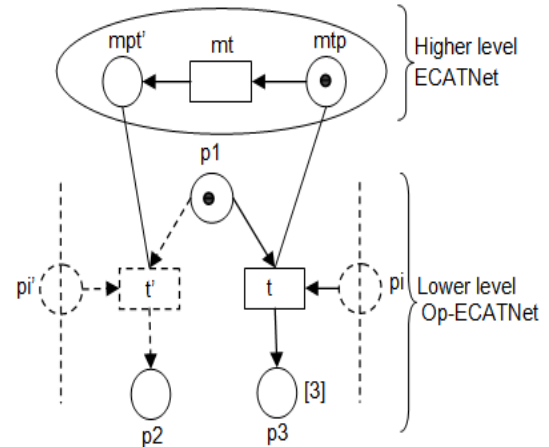 mpt’ mt mtp
Higher level
ECATNet
p1
pi’ t’ t pi
Lower level
Op-ECATNet
[3]
p2 p3